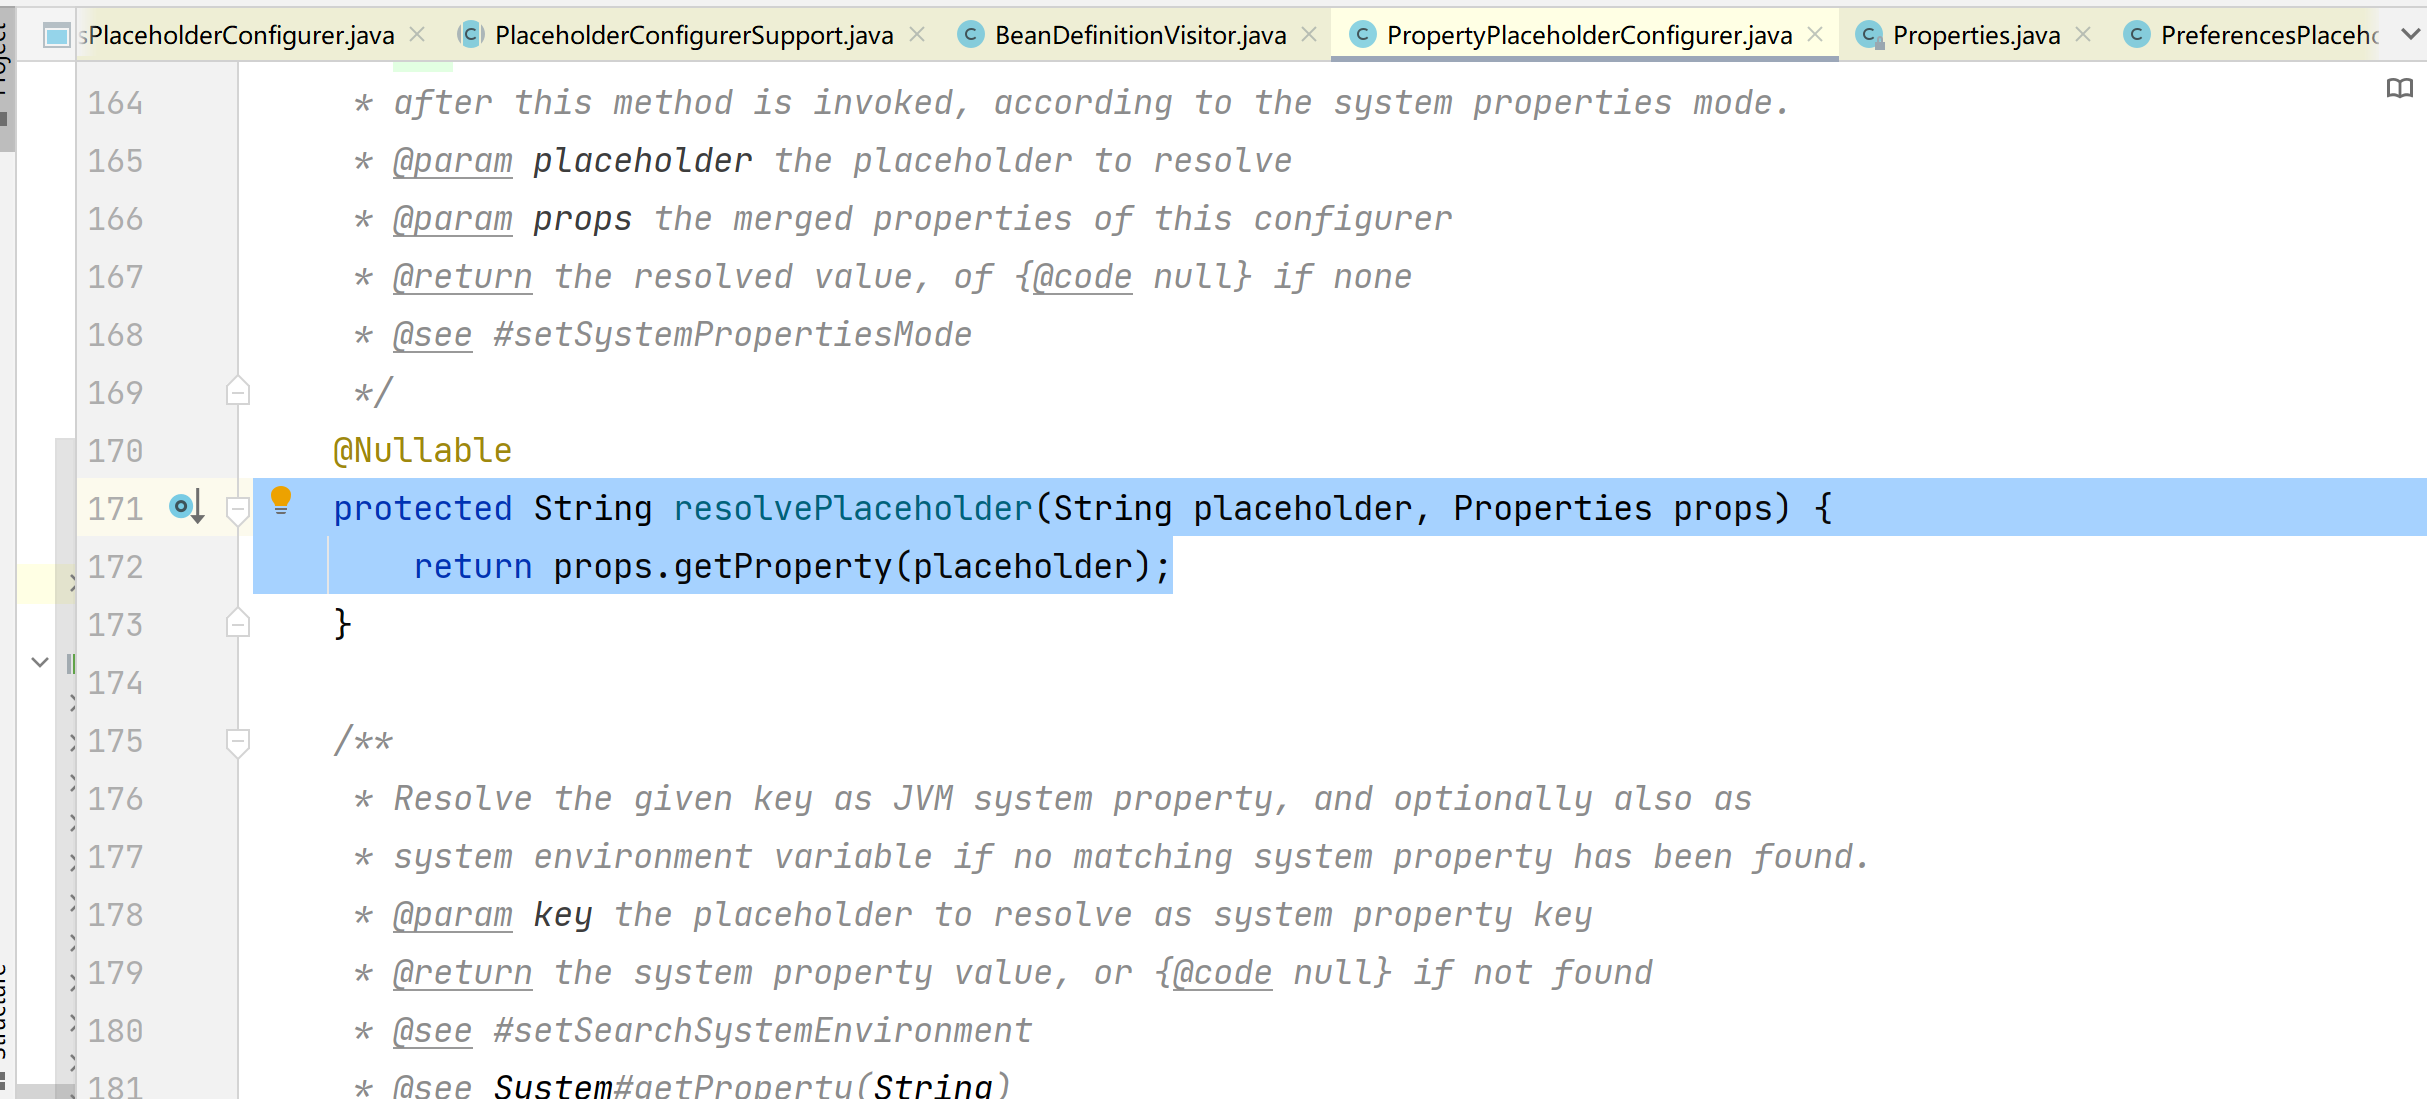 sPlaceholderConfigurer.java PlaceholderConfigurerSupport.java BeanDefinitionVisitor.java PropertyPlaceholderConfigurer.java Properties.java PreferencesPlaceh
164 * after this method is invoked, according to the system properties mode.
165 * @param placeholder the placeholder to resolve
166 * @param props the merged properties of this configurer
167 * @return the resolved value, of {@code null} if none
168 * @see #setSystemPropertiesMode
169 */
170 @Nullable
171 protected String resolvePlaceholder(String placeholder, Properties props) {
172 return props.getProperty(placeholder);
173 }
174
175 /**
176 * Resolve the given key as JVM system property, and optionally also as
177 * system environment variable if no matching system property has been found.
178 * @param key the placeholder to resolve as system property key
179 * @return the system property value, or {@code null} if not found
180 * @see #setSearchSystemEnvironment
181 * @see System#getProperty(String)